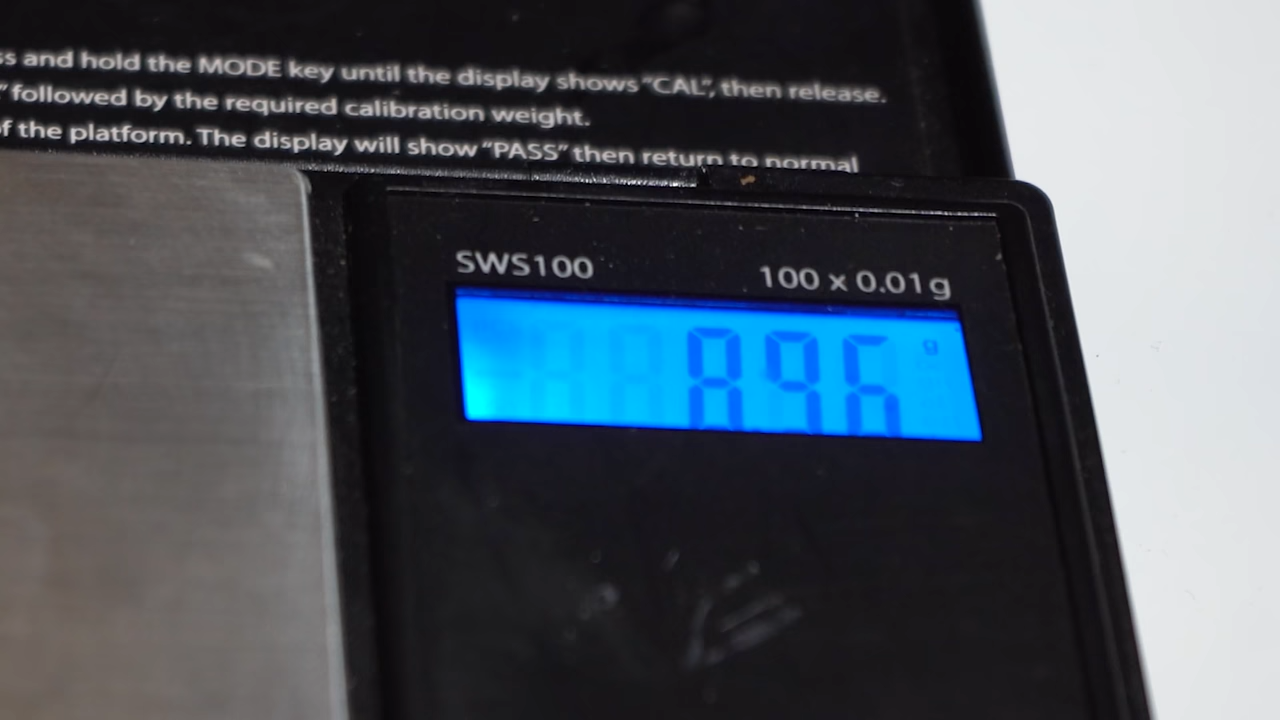 and hold the MODE key until the display shows "CAL", then release.
" followed by the required calibration weight.
of the platform. The display will show "PASS" then return to normal
SWS100
100 x 0.01g
8.96 g